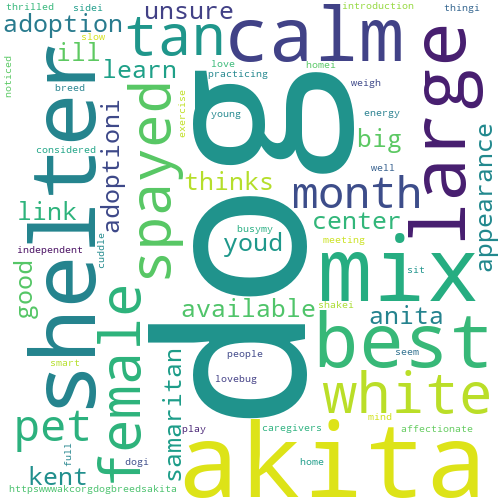 thrilled
sidei
unsure
introduction
thingi
adoption
tan
calm
large
slow
ill
learn
love
practicing
homei
weigh
noticed
breed
shelter
adoptioni
spayed
exercise
dog
young
energy
big
considered
well
thinks
month
appearance
link
center
independent
cuddle
busymy
youd
meeting
mix
sit
good
female
available
shakei
anita
best
people
seem
smart
samaritan
lovebug
white
pet
play
caregivers
mind
affectionate
full
kent
dogi
home
akita
httpswwwakcorgdogbreedsakita